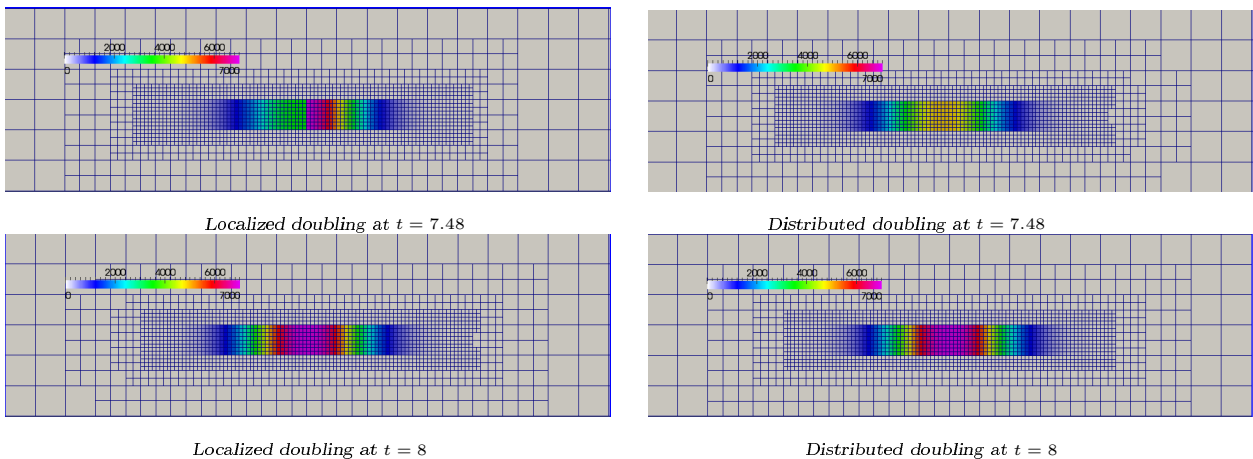 2000 4000 6000
0 7000
2000 4000 6000
0 7000
Localized doubling at t = 7.48
Distributed doubling at t = 7.48
2000 4000 6000
0 7000
2000 4000 6000
0 7000
Localized doubling at t = 8
Distributed doubling at t = 8